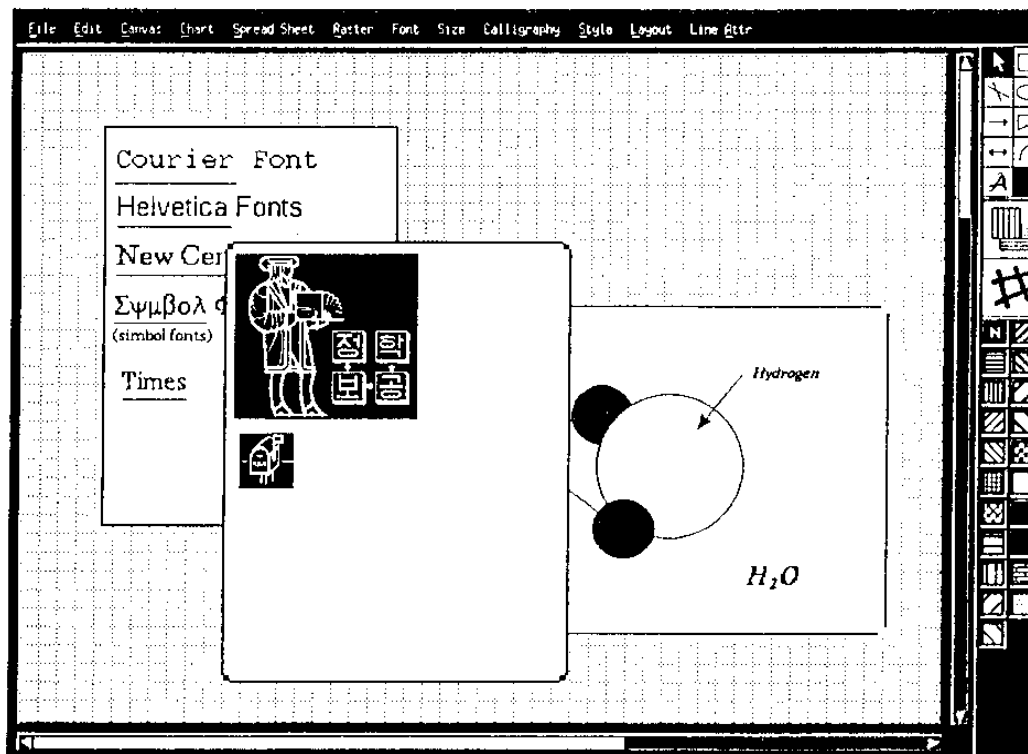 File Edit Canvas Chart Spread Sheet Raster Font Size Calligraphy Style Layout Line Attr
Courier Font
Helvetica Fonts
New Cen
Σψμβολ Φ
(simbol fonts)
Times
정 학
보 공
Hydrogen
H₂O
A
N